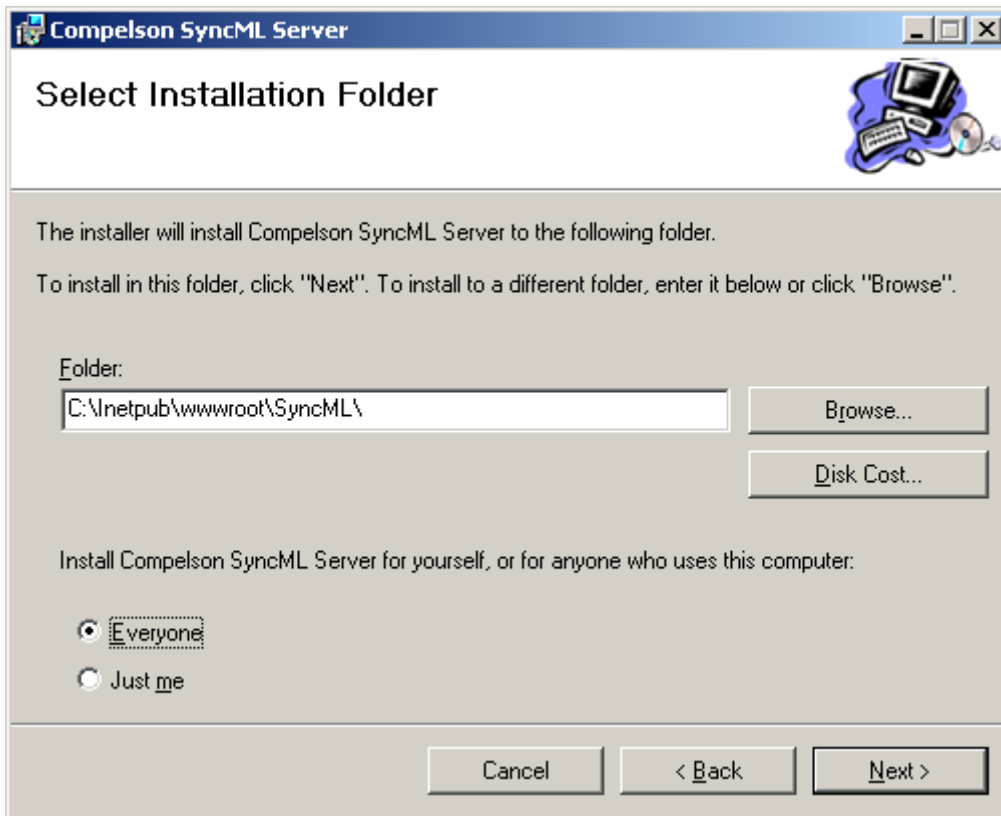 Compelson SyncML Server
Select Installation Folder
The installer will install Compelson SyncML Server to the following folder.
To install in this folder, click "Next". To install to a different folder, enter it below or click "Browse".
Folder:
C:\Inetpub\wwwroot\SyncML\
Browse...
Disk Cost...
Install Compelson SyncML Server for yourself, or for anyone who uses this computer:
Everyone
Just me
Cancel < Back Next >